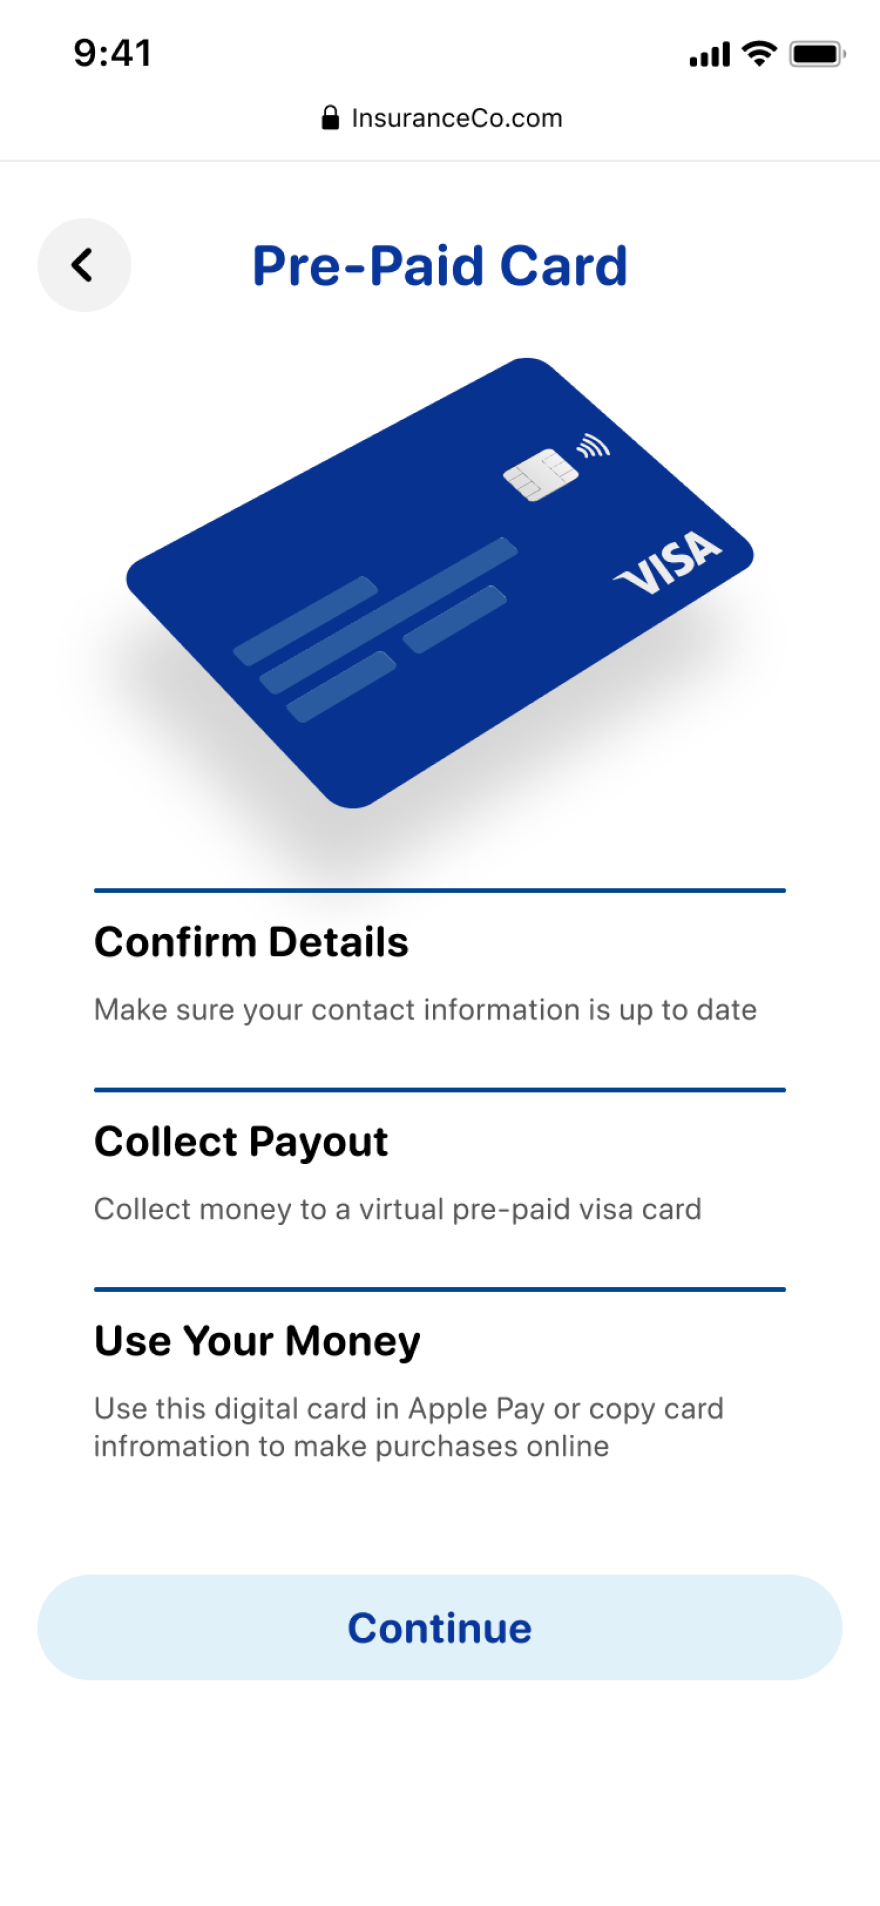 9:41
InsuranceCo.com
Pre-Paid Card
VISA
Confirm Details
Make sure your contact information is up to date
Collect Payout
Collect money to a virtual pre-paid visa card
Use Your Money
Use this digital card in Apple Pay or copy card
infromation to make purchases online
Continue